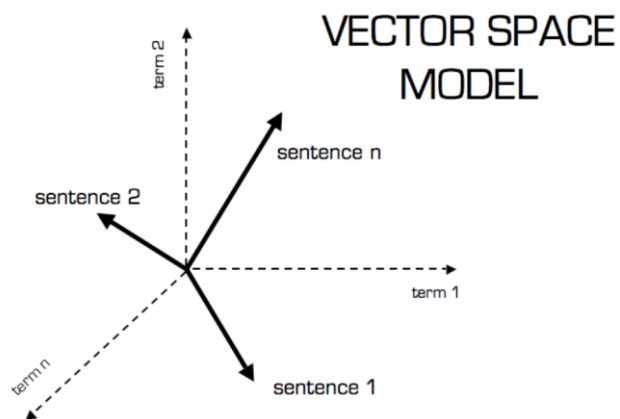 VECTOR SPACE
MODEL
term 2
sentence n
sentence 2
term 1
term n
sentence 1